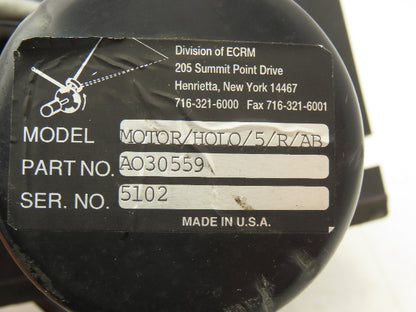 Division of ECRM
205 Summit Point Drive
Henrietta, New York 14467
716-321-6000 Fax 716-321-6001
MODEL MOTOR/HOLO/5/R/AB
PART NO. AO30559
SER. NO. 5102
MADE IN U.S.A.